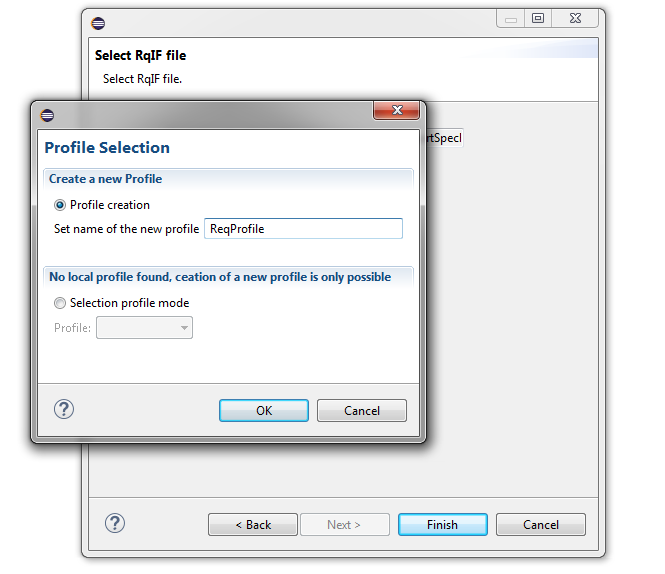 Select RqIF file
Select RqIF file.
rtSpecI
Profile Selection
Create a new Profile
Profile creation
Set name of the new profile ReqProfile
No local profile found, ceation of a new profile is only possible
Selection profile mode
Profile:
OK Cancel
< Back Next > Finish Cancel